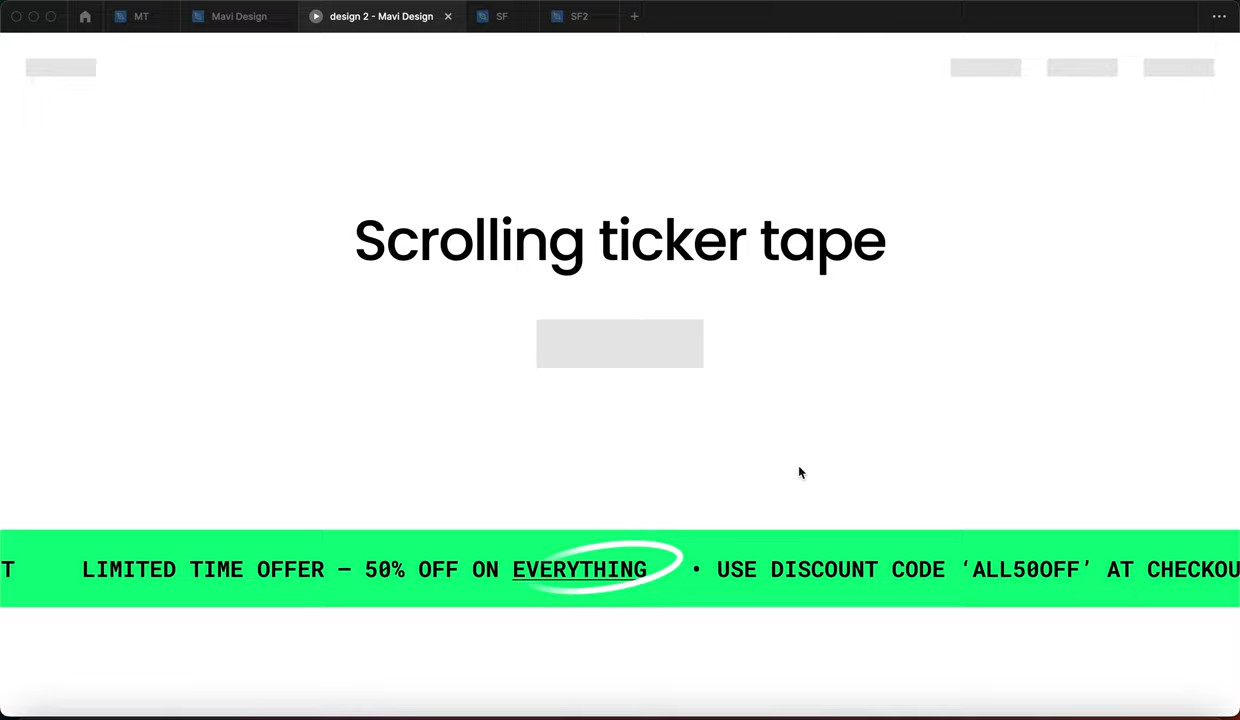 MT
Mavi Design
design 2 - Mavi Design
SF
SF2
Scrolling ticker tape
T LIMITED TIME OFFER – 50% OFF ON EVERYTHING • USE DISCOUNT CODE ‘ALL50OFF’ AT CHECKOU